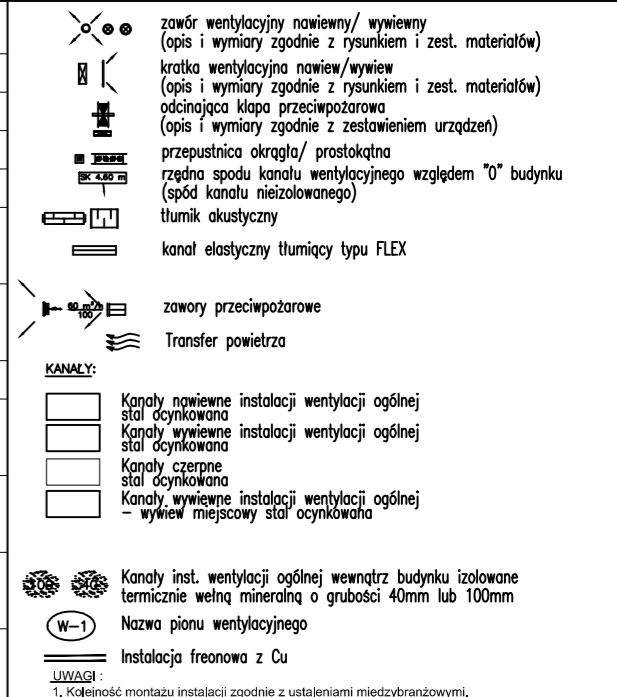 zawór wentylacyjny nawiewny/ wywiewny
(opis i wymiary zgodnie z rysunkiem i zest. materiałów)
kratka wentylacyjna nawiew/wywiew
(opis i wymiary zgodnie z rysunkiem i zest. materiałów)
odcinająca klapa przeciwpożarowa
(opis i wymiary zgodnie z zestawieniem urządzeń)
przepustnica okrągła/ prostokątna
SK 4.60 m
rzędna spodu kanału wentylacyjnego względem "0" budynku
(spód kanału nieizolowanego)
tłumik akustyczny
kanał elastyczny tłumiący typu FLEX
60 m³/h
100
zawory przeciwpożarowe
Transfer powietrza
KANAŁY:
Kanały nawiewne instalacji wentylacji ogólnej
stal ocynkowana
Kanały wywiewne instalacji wentylacji ogólnej
stal ocynkowana
Kanały czerpne
stal ocynkowana
Kanały wywiewne instalacji wentylacji ogólnej
– wywiew miejscowy stal ocynkowana
100 40
Kanały inst. wentylacji ogólnej wewnątrz budynku izolowane
termicznie wełną mineralną o grubości 40mm lub 100mm
W–1 Nazwa pionu wentylacyjnego
Instalacja freonowa z Cu
UWAGI :
1. Kolejność montażu instalacji zgodnie z ustaleniami międzybranżowymi.